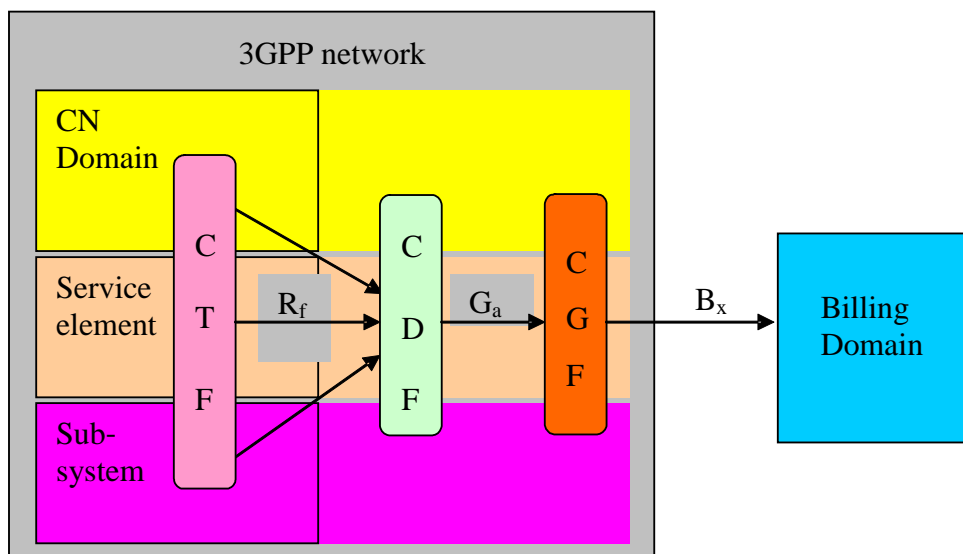 3GPP network
CN
Domain
Service
element
Sub-
system
C
T
F
Rf
C
D
F
Ga
C
G
F
Bx
Billing
Domain